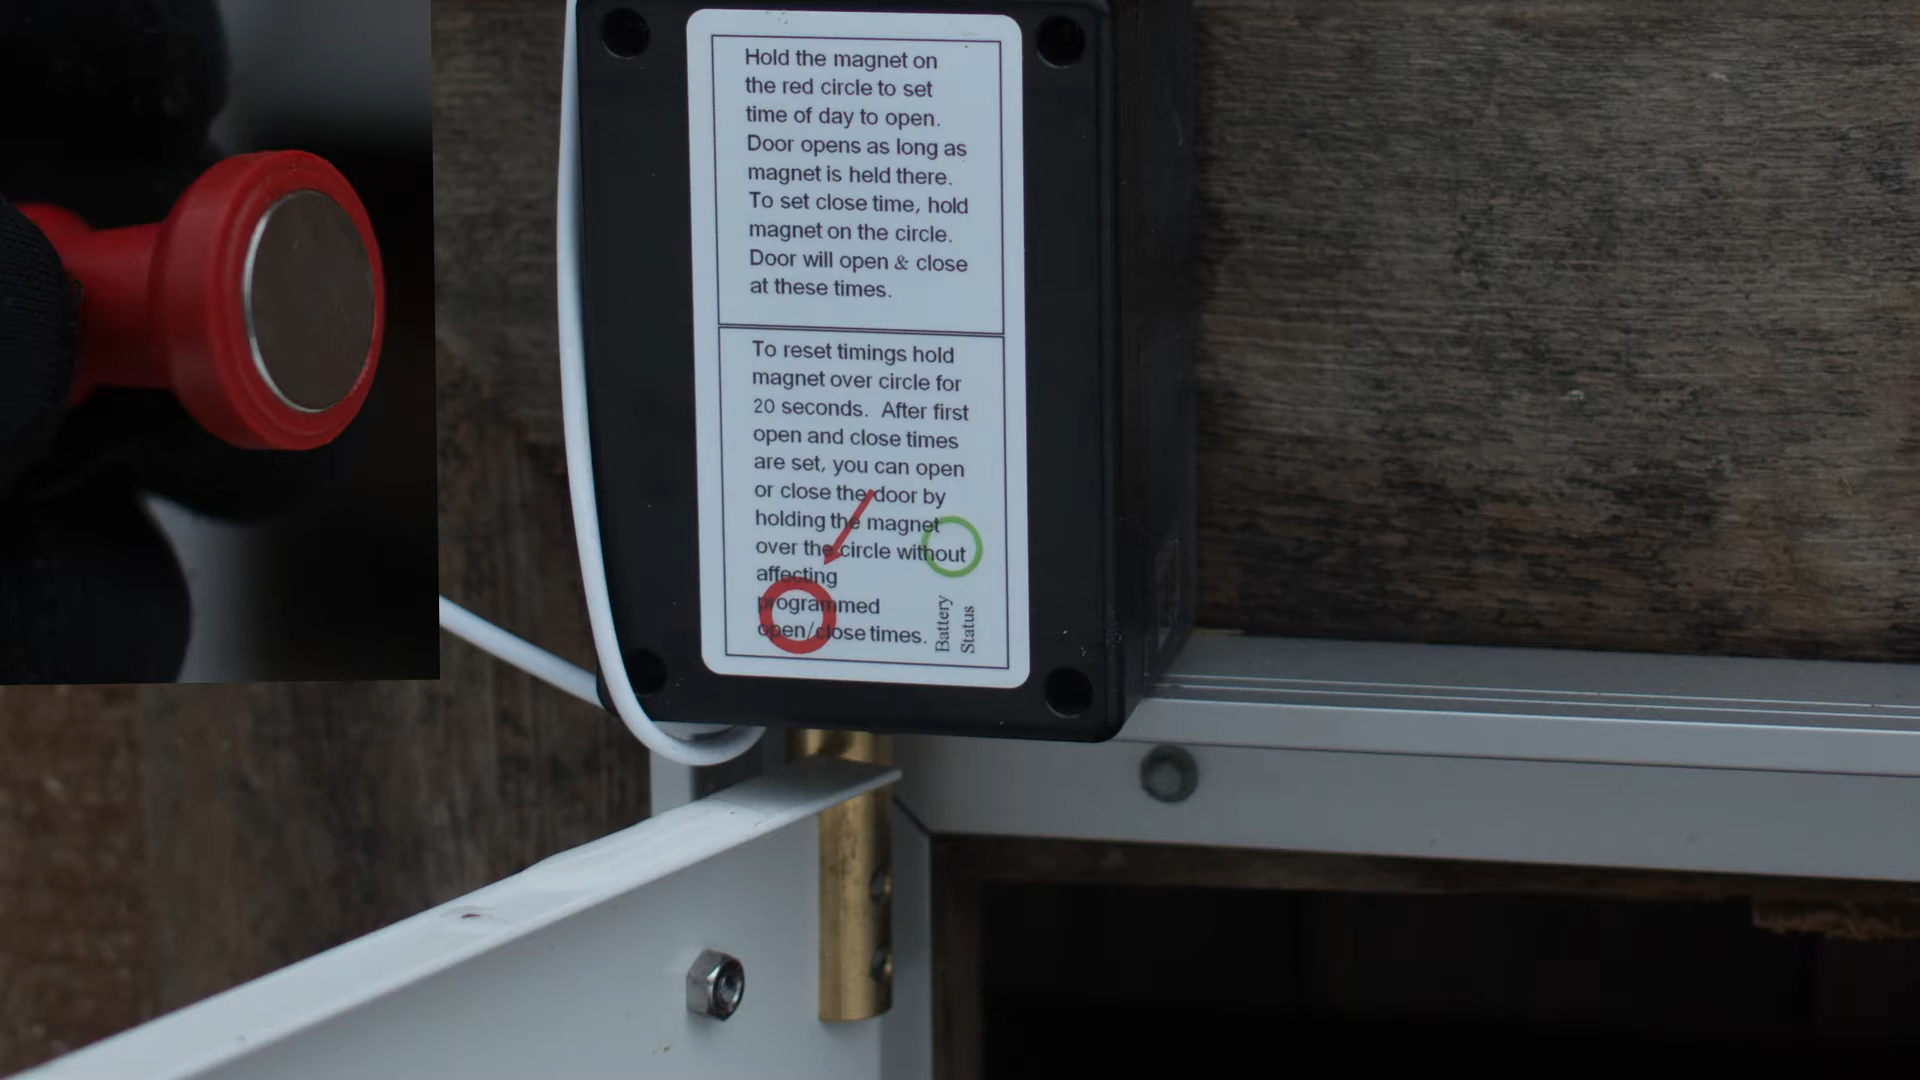 Hold the magnet on
the red circle to set
time of day to open.
Door opens as long as
magnet is held there.
To set close time, hold
magnet on the circle.
Door will open & close
at these times.
To reset timings hold
magnet over circle for
20 seconds. After first
open and close times
are set, you can open
or close the door by
holding the magnet
over the circle without
affecting
programmed
open/close times.
Battery
Status